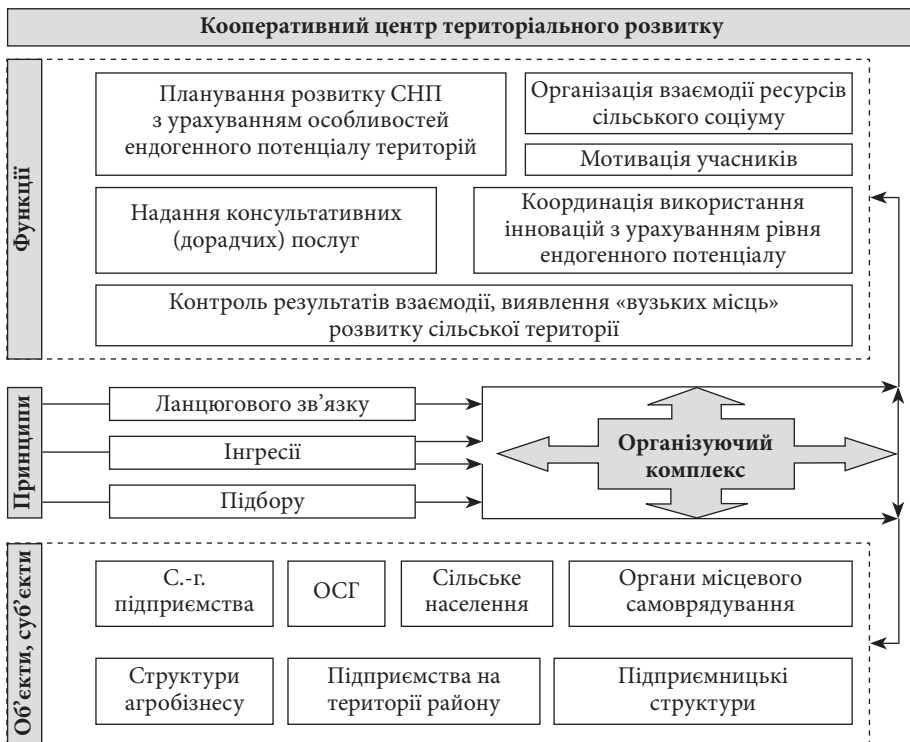 Кооперативний центр територіального розвитку
Функції
Планування розвитку СНП
з урахуванням особливостей
ендогенного потенціалу територій
Організація взаємодії ресурсів
сільського соціуму
Мотивація учасників
Надання консультативних
(дорадчих) послуг
Координація використання
інновацій з урахуванням рівня
ендогенного потенціалу
Контроль результатів взаємодії, виявлення «вузьких місць»
розвитку сільської території
Принципи
Ланцюгового зв’язку
Інгресії
Підбору
Організуючий
комплекс
Об’єкти, суб’єкти
С.-г.
підприємства
ОСГ
Сільське
населення
Органи місцевого
самоврядування
Структури
агробізнесу
Підприємства на
території району
Підприємницькі
структури